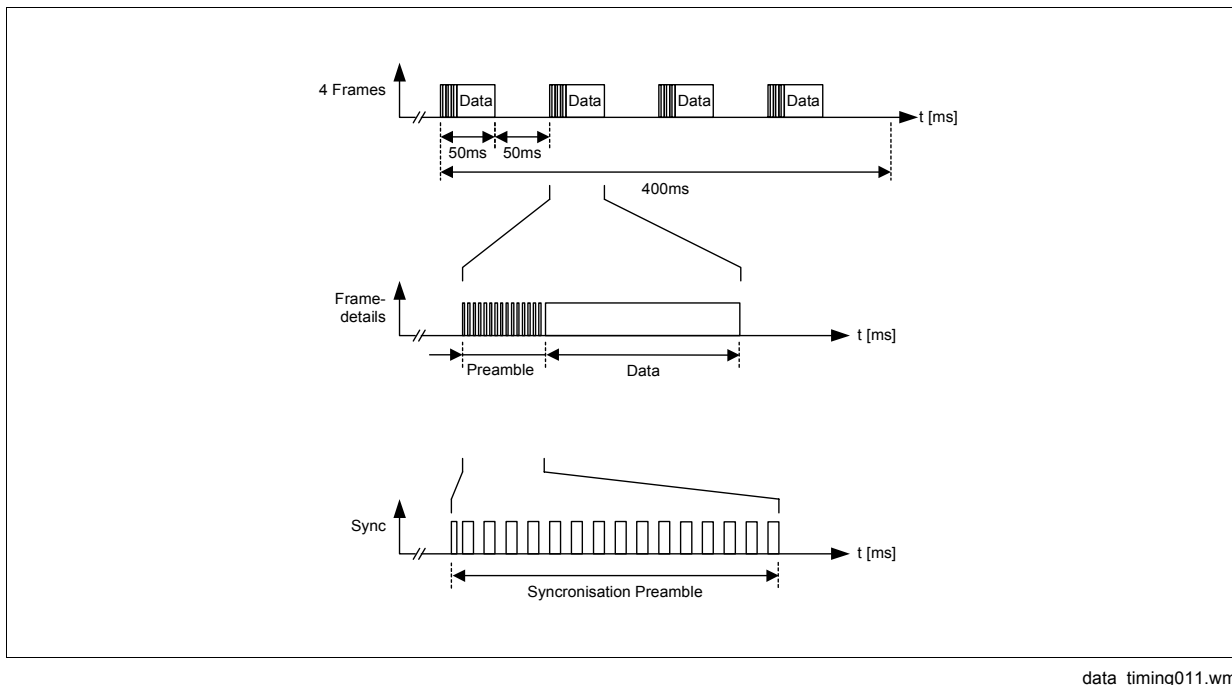 4 Frames
Data
Data
Data
Data
t [ms]
50ms
50ms
400ms
Frame-
details
t [ms]
Preamble
Data
Sync
t [ms]
Syncronisation Preamble
data_timing011.wm